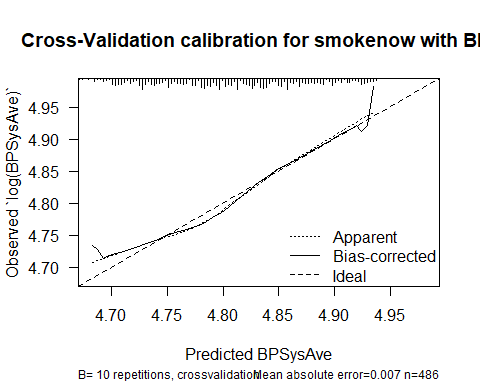 Cross-Validation calibration for smokenow with BP
Observed `log(BPSysAve)`
4.95
4.90
4.85
4.80
4.75
4.70
Apparent
Bias-corrected
Ideal
4.70 4.75 4.80 4.85 4.90 4.95
Predicted BPSysAve
B= 10 repetitions, crossvalidation Mean absolute error=0.007 n=486